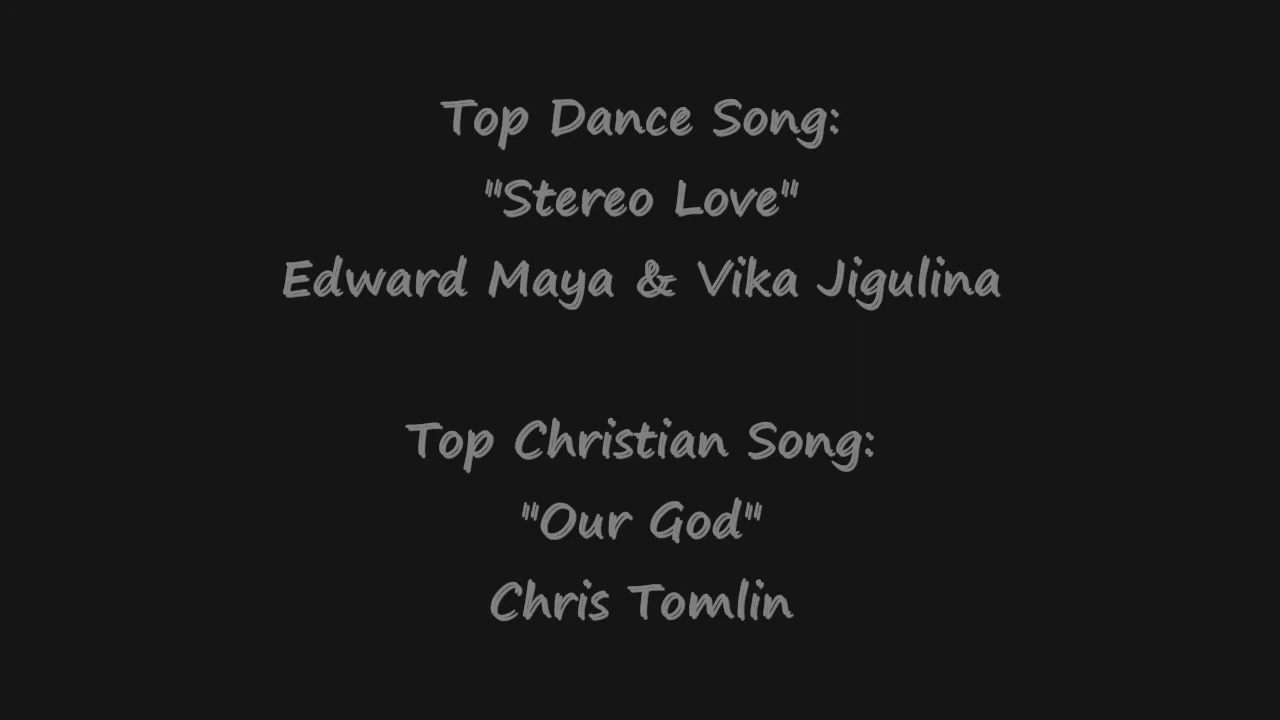 Top Dance Song:
"Stereo Love"
Edward Maya & Vika Jigulina
Top Christian Song:
"Our God"
Chris Tomlin